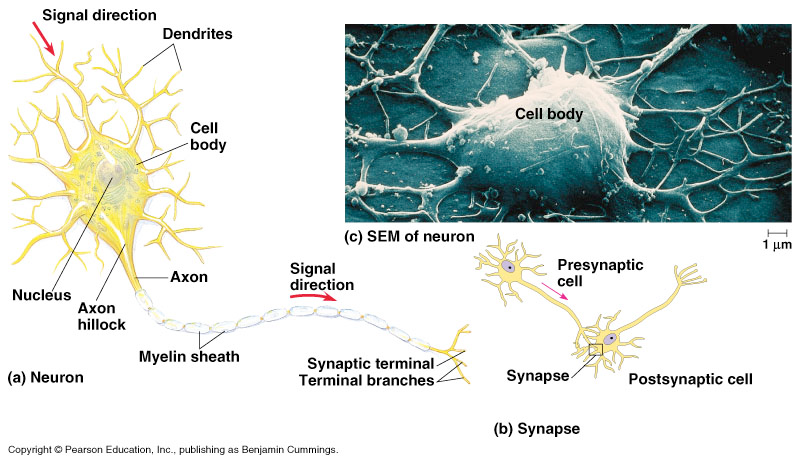 Signal direction
Dendrites
Cell
body
Nucleus
Axon
hillock
Axon
Signal
direction
Myelin sheath
Synaptic terminal
Terminal branches
(a) Neuron
Cell body
(c) SEM of neuron
1 µm
Presynaptic
cell
Synapse
Postsynaptic cell
(b) Synapse
Copyright © Pearson Education, Inc., publishing as Benjamin Cummings.